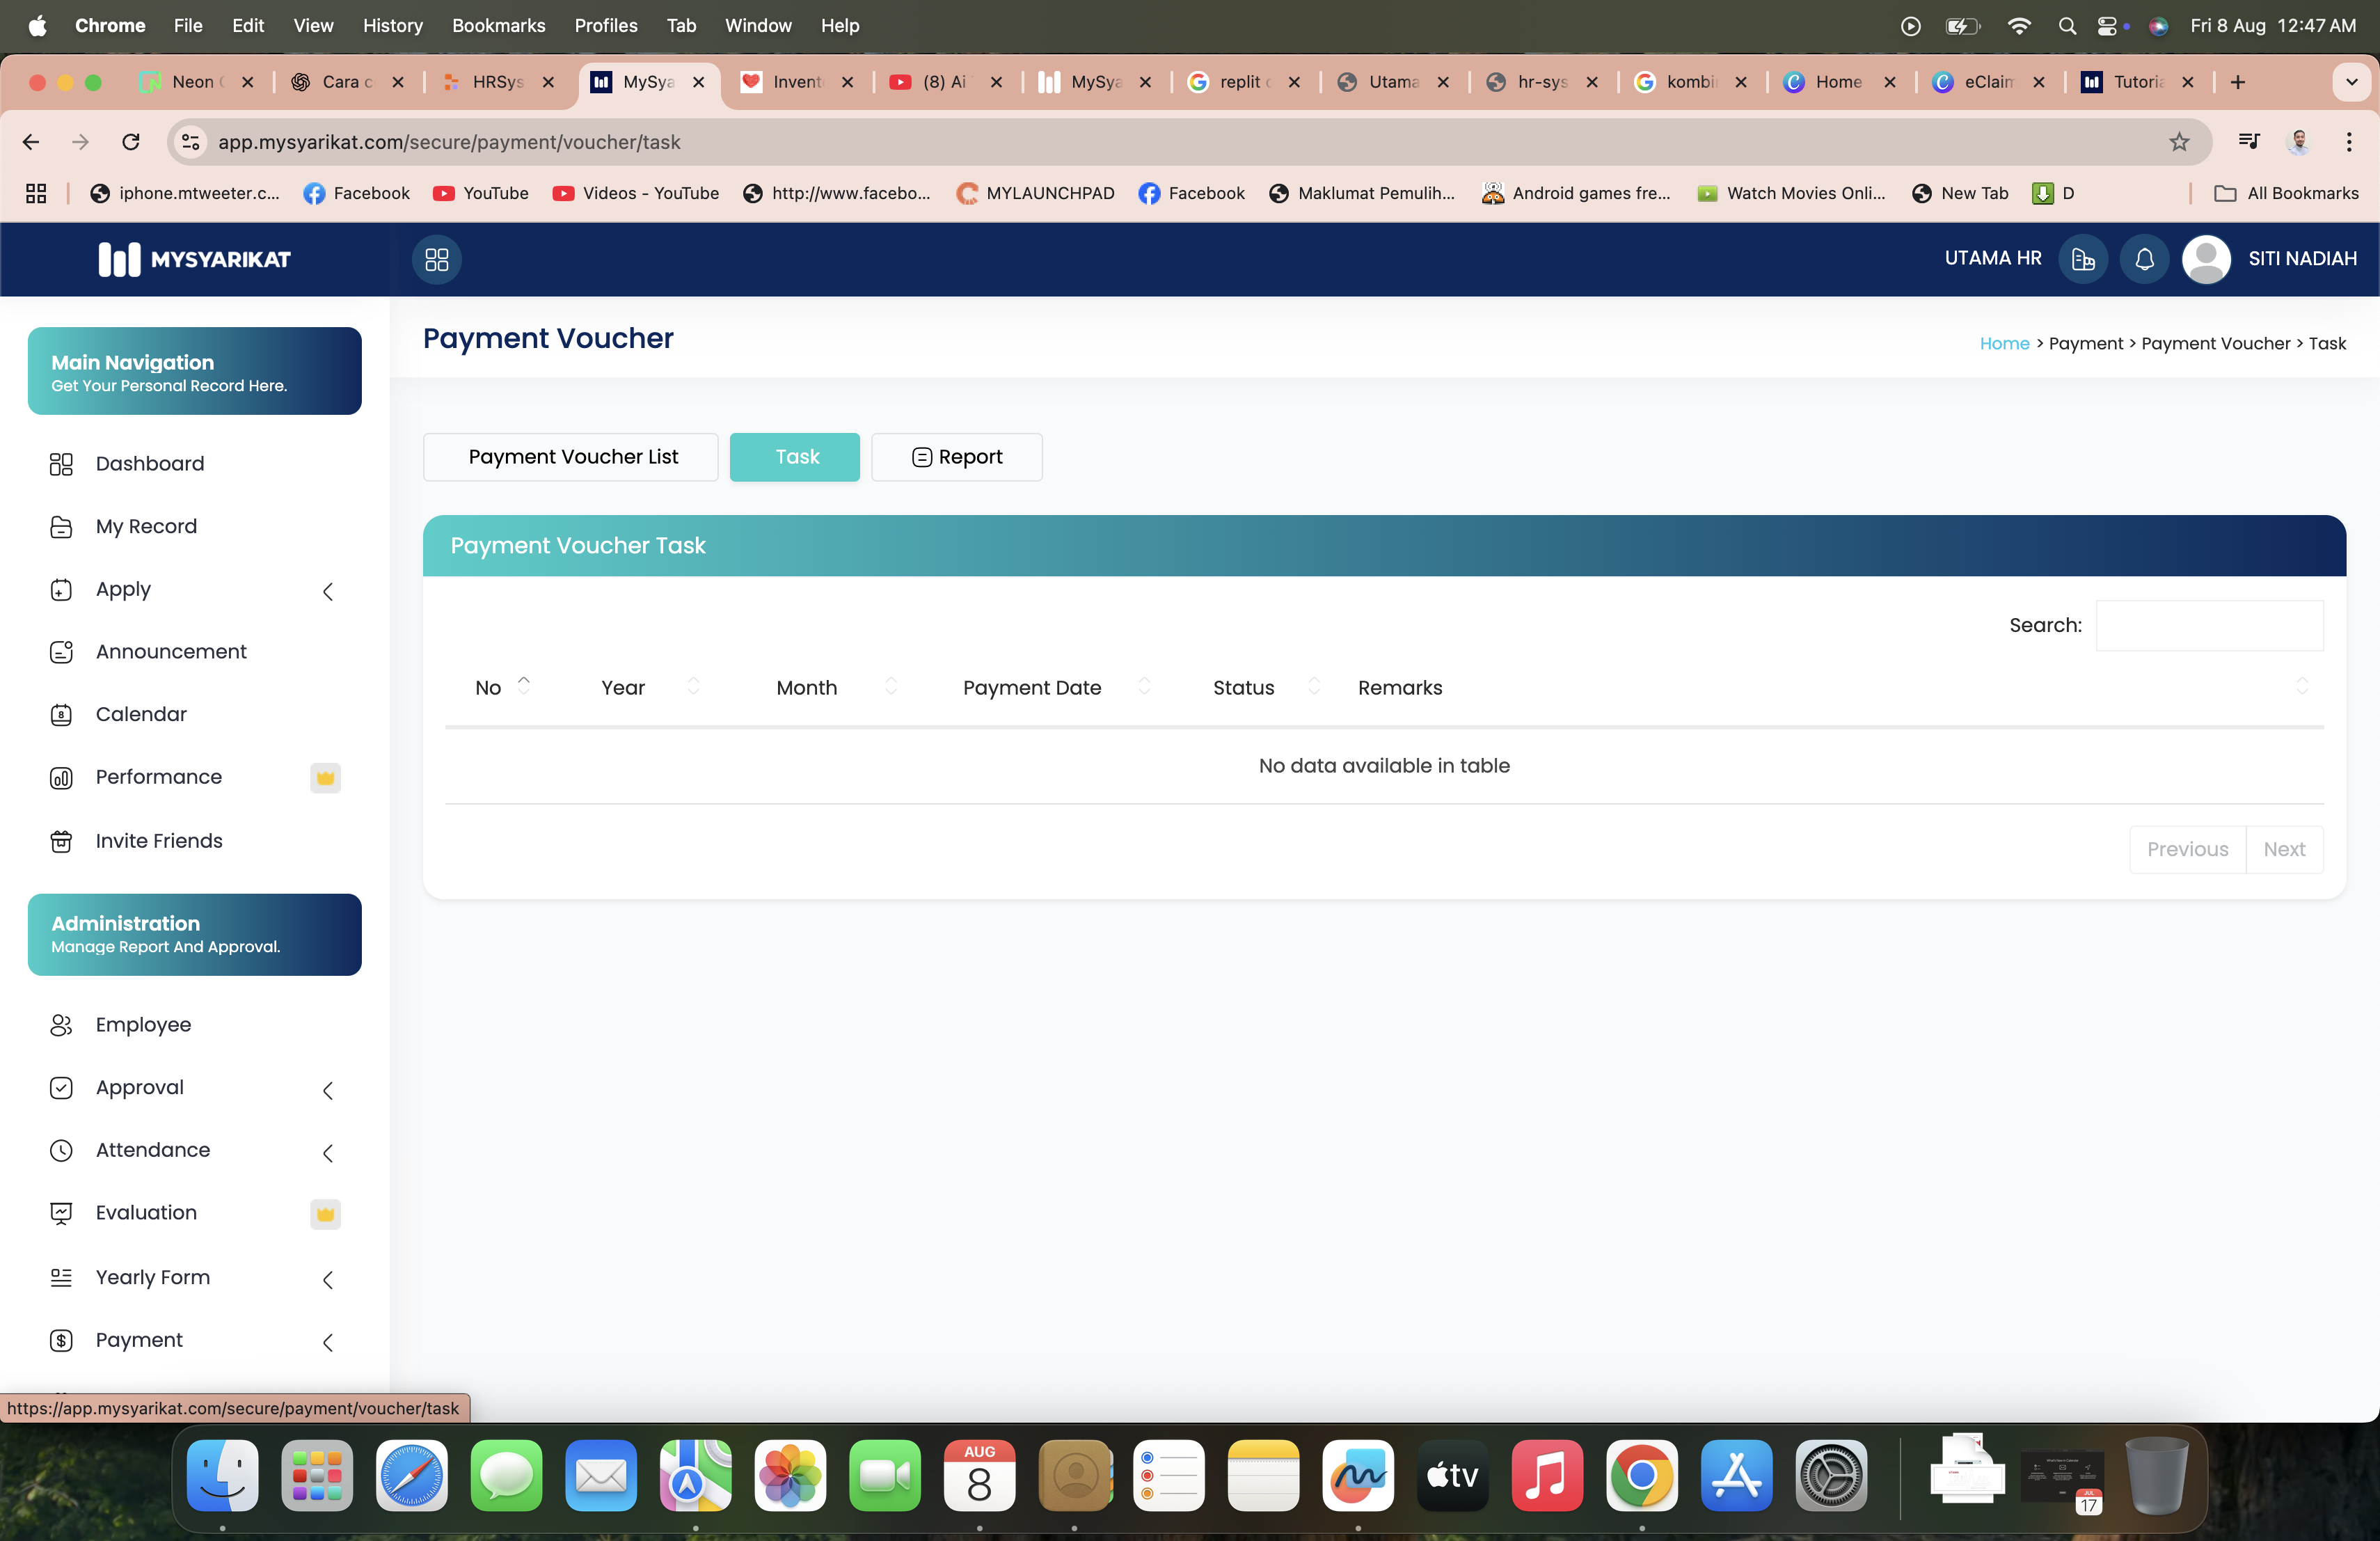 Chrome File Edit View History Bookmarks Profiles Tab Window Help Fri 8 Aug 12:47 AM
Neon Cara c HRSys MySya Invent (8) Ai MySya replit Utama hr-sys kombi Home eClaim Tutoria
app.mysyarikat.com/secure/payment/voucher/task
iphone.mtweeter.c... Facebook YouTube Videos - YouTube http://www.facebo... MYLAUNCHPAD Facebook Maklumat Pemulih... Android games fre... Watch Movies Onli... New Tab D All Bookmarks
MYSYARIKAT UTAMA HR SITI NADIAH
Main Navigation
Get Your Personal Record Here.
Dashboard
My Record
Apply
Announcement
Calendar
8
Performance
Invite Friends
Administration
Manage Report And Approval.
Employee
Approval
Attendance
Evaluation
Yearly Form
Payment
Payment Voucher
Home > Payment > Payment Voucher > Task
Payment Voucher List Task Report
Payment Voucher Task
Search:
No Year Month Payment Date Status Remarks
No data available in table
Previous Next
https://app.mysyarikat.com/secure/payment/voucher/task
AUG
8
tv
JUL
17